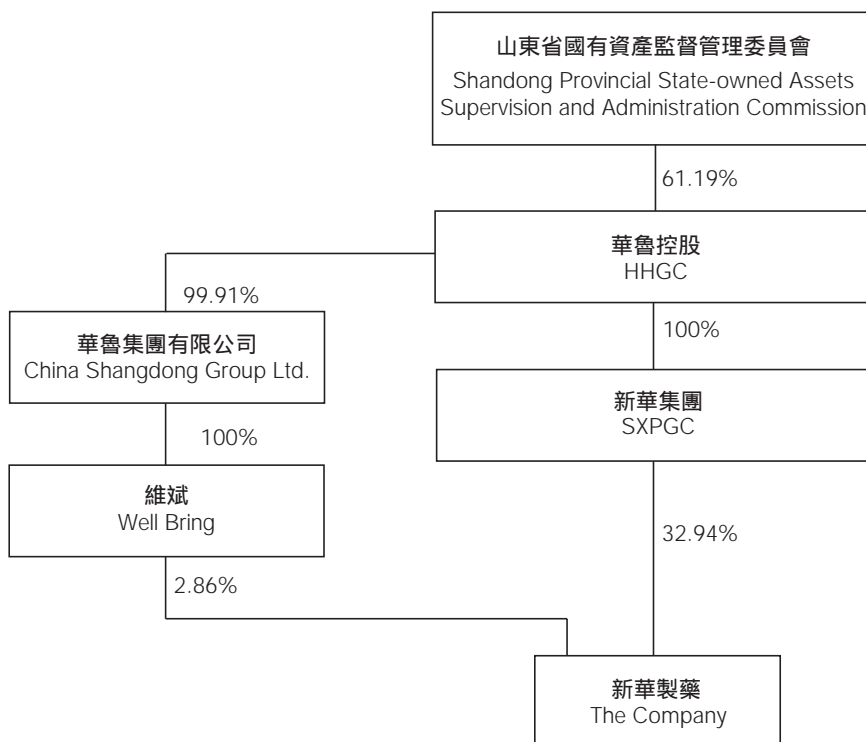 山東省國有資產監督管理委員會
Shandong Provincial State-owned Assets
Supervision and Administration Commission
61.19%
華魯控股
HHGC
99.91%
100%
華魯集團有限公司
China Shangdong Group Ltd.
新華集團
SXPGC
100%
維斌
Well Bring
32.94%
2.86%
新華製藥
The Company